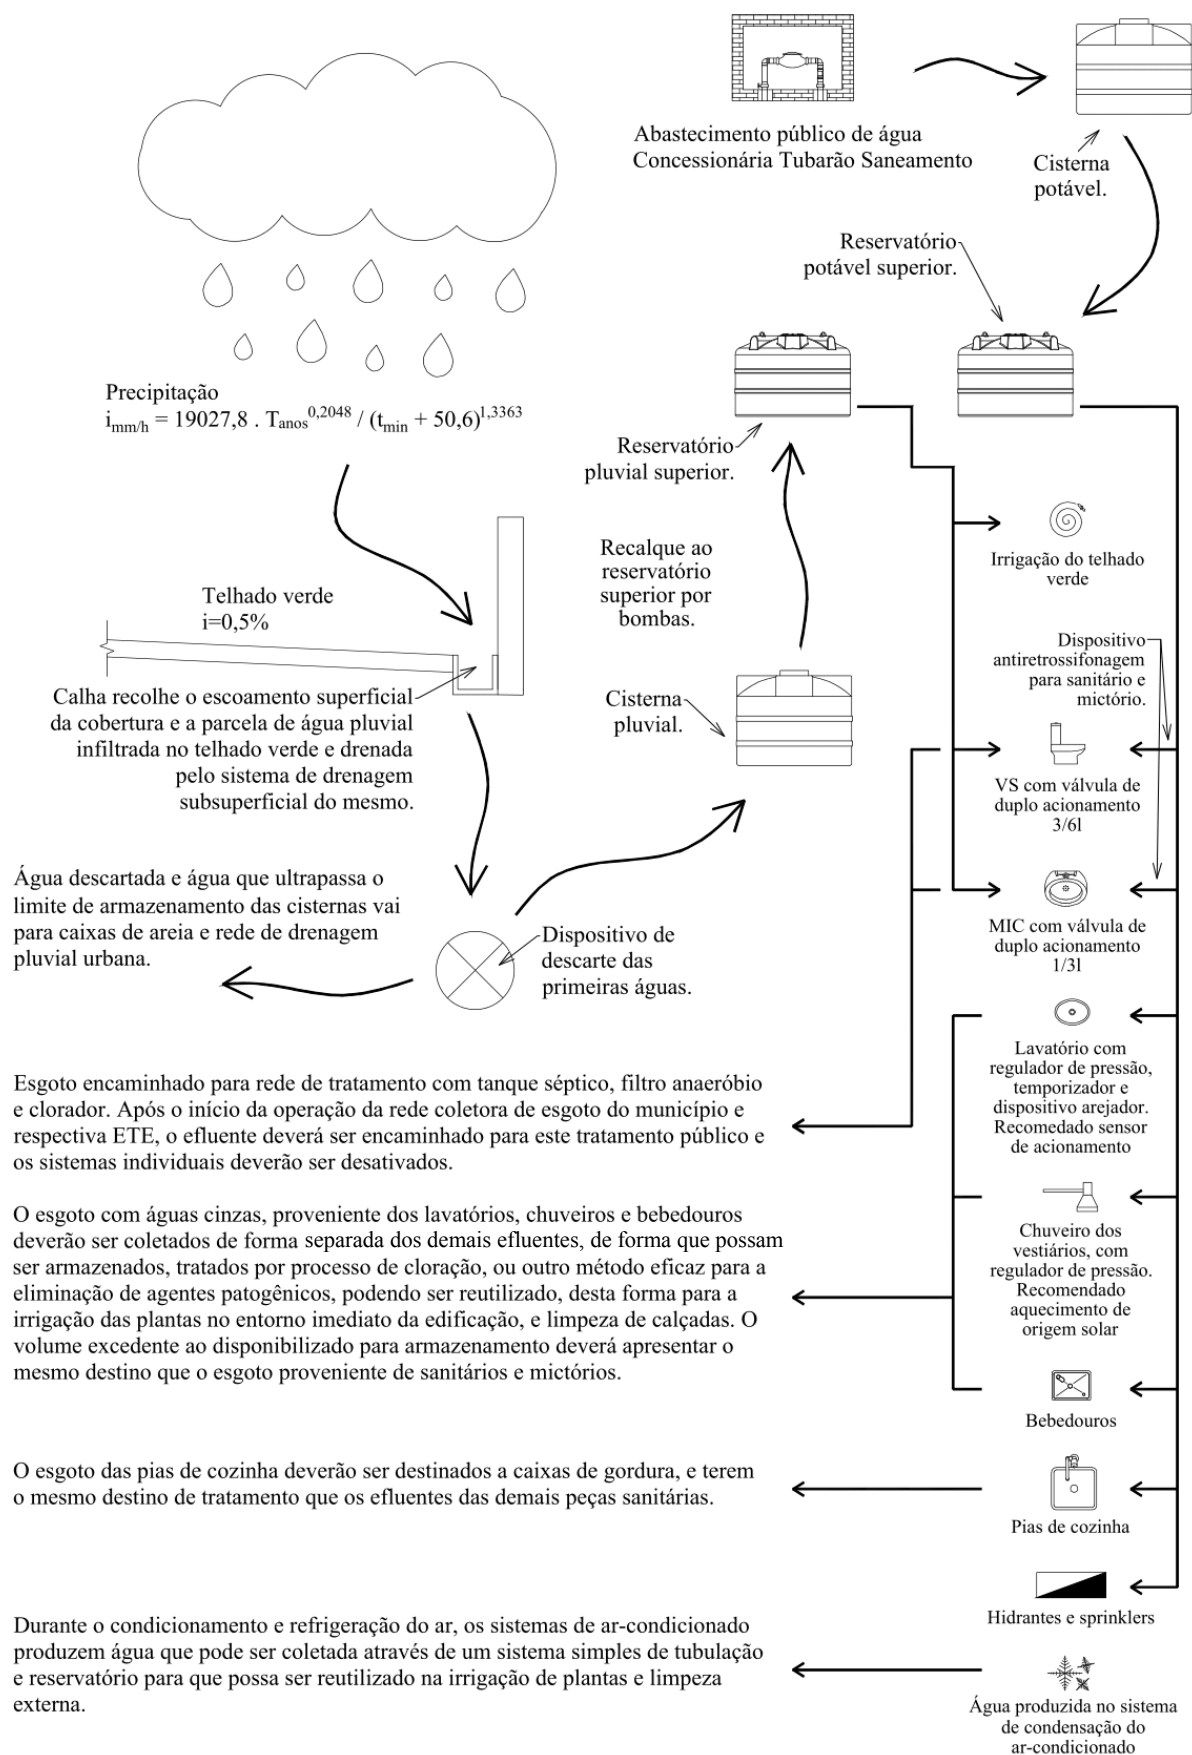 Abastecimento público de água
Concessionária Tubarão Saneamento
Cisterna
potável.
Reservatório
potável superior.
Precipitação
i mm/h = 19027,8 . T anos ^0,2048 / (t min + 50,6)^1,3363
Reservatório
pluvial superior.
Recalque ao
reservatório
superior por
bombas.
Irrigação do telhado
verde
Telhado verde
i=0,5%
Dispositivo
antiretrossifonagem
para sanitário e
mictório.
Calha recolhe o escoamento superficial
da cobertura e a parcela de água pluvial
infiltrada no telhado verde e drenada
pelo sistema de drenagem
subsuperficial do mesmo.
Cisterna
pluvial.
VS com válvula de
duplo acionamento
3/6l
Água descartada e água que ultrapassa o
limite de armazenamento das cisternas vai
para caixas de areia e rede de drenagem
pluvial urbana.
Dispositivo de
descarte das
primeiras águas.
MIC com válvula de
duplo acionamento
1/3l
Lavatório com
regulador de pressão,
temporizador e
dispositivo arejador.
Recomedado sensor
de acionamento
Esgoto encaminhado para rede de tratamento com tanque séptico, filtro anaeróbio
e clorador. Após o início da operação da rede coletora de esgoto do município e
respectiva ETE, o efluente deverá ser encaminhado para este tratamento público e
os sistemas individuais deverão ser desativados.
O esgoto com águas cinzas, proveniente dos lavatórios, chuveiros e bebedouros
deverão ser coletados de forma separada dos demais efluentes, de forma que possam
ser armazenados, tratados por processo de cloração, ou outro método eficaz para a
eliminação de agentes patogênicos, podendo ser reutilizado, desta forma para a
irrigação das plantas no entorno imediato da edificação, e limpeza de calçadas. O
volume excedente ao disponibilizado para armazenamento deverá apresentar o
mesmo destino que o esgoto proveniente de sanitários e mictórios.
Chuveiro dos
vestiários, com
regulador de pressão.
Recomendado
aquecimento de
origem solar
Bebedouros
O esgoto das pias de cozinha deverão ser destinados a caixas de gordura, e terem
o mesmo destino de tratamento que os efluentes das demais peças sanitárias.
Pias de cozinha
Hidrantes e sprinklers
Durante o condicionamento e refrigeração do ar, os sistemas de ar-condicionado
produzem água que pode ser coletada através de um sistema simples de tubulação
e reservatório para que possa ser reutilizado na irrigação de plantas e limpeza
externa.
Água produzida no sistema
de condensação do
ar-condicionado